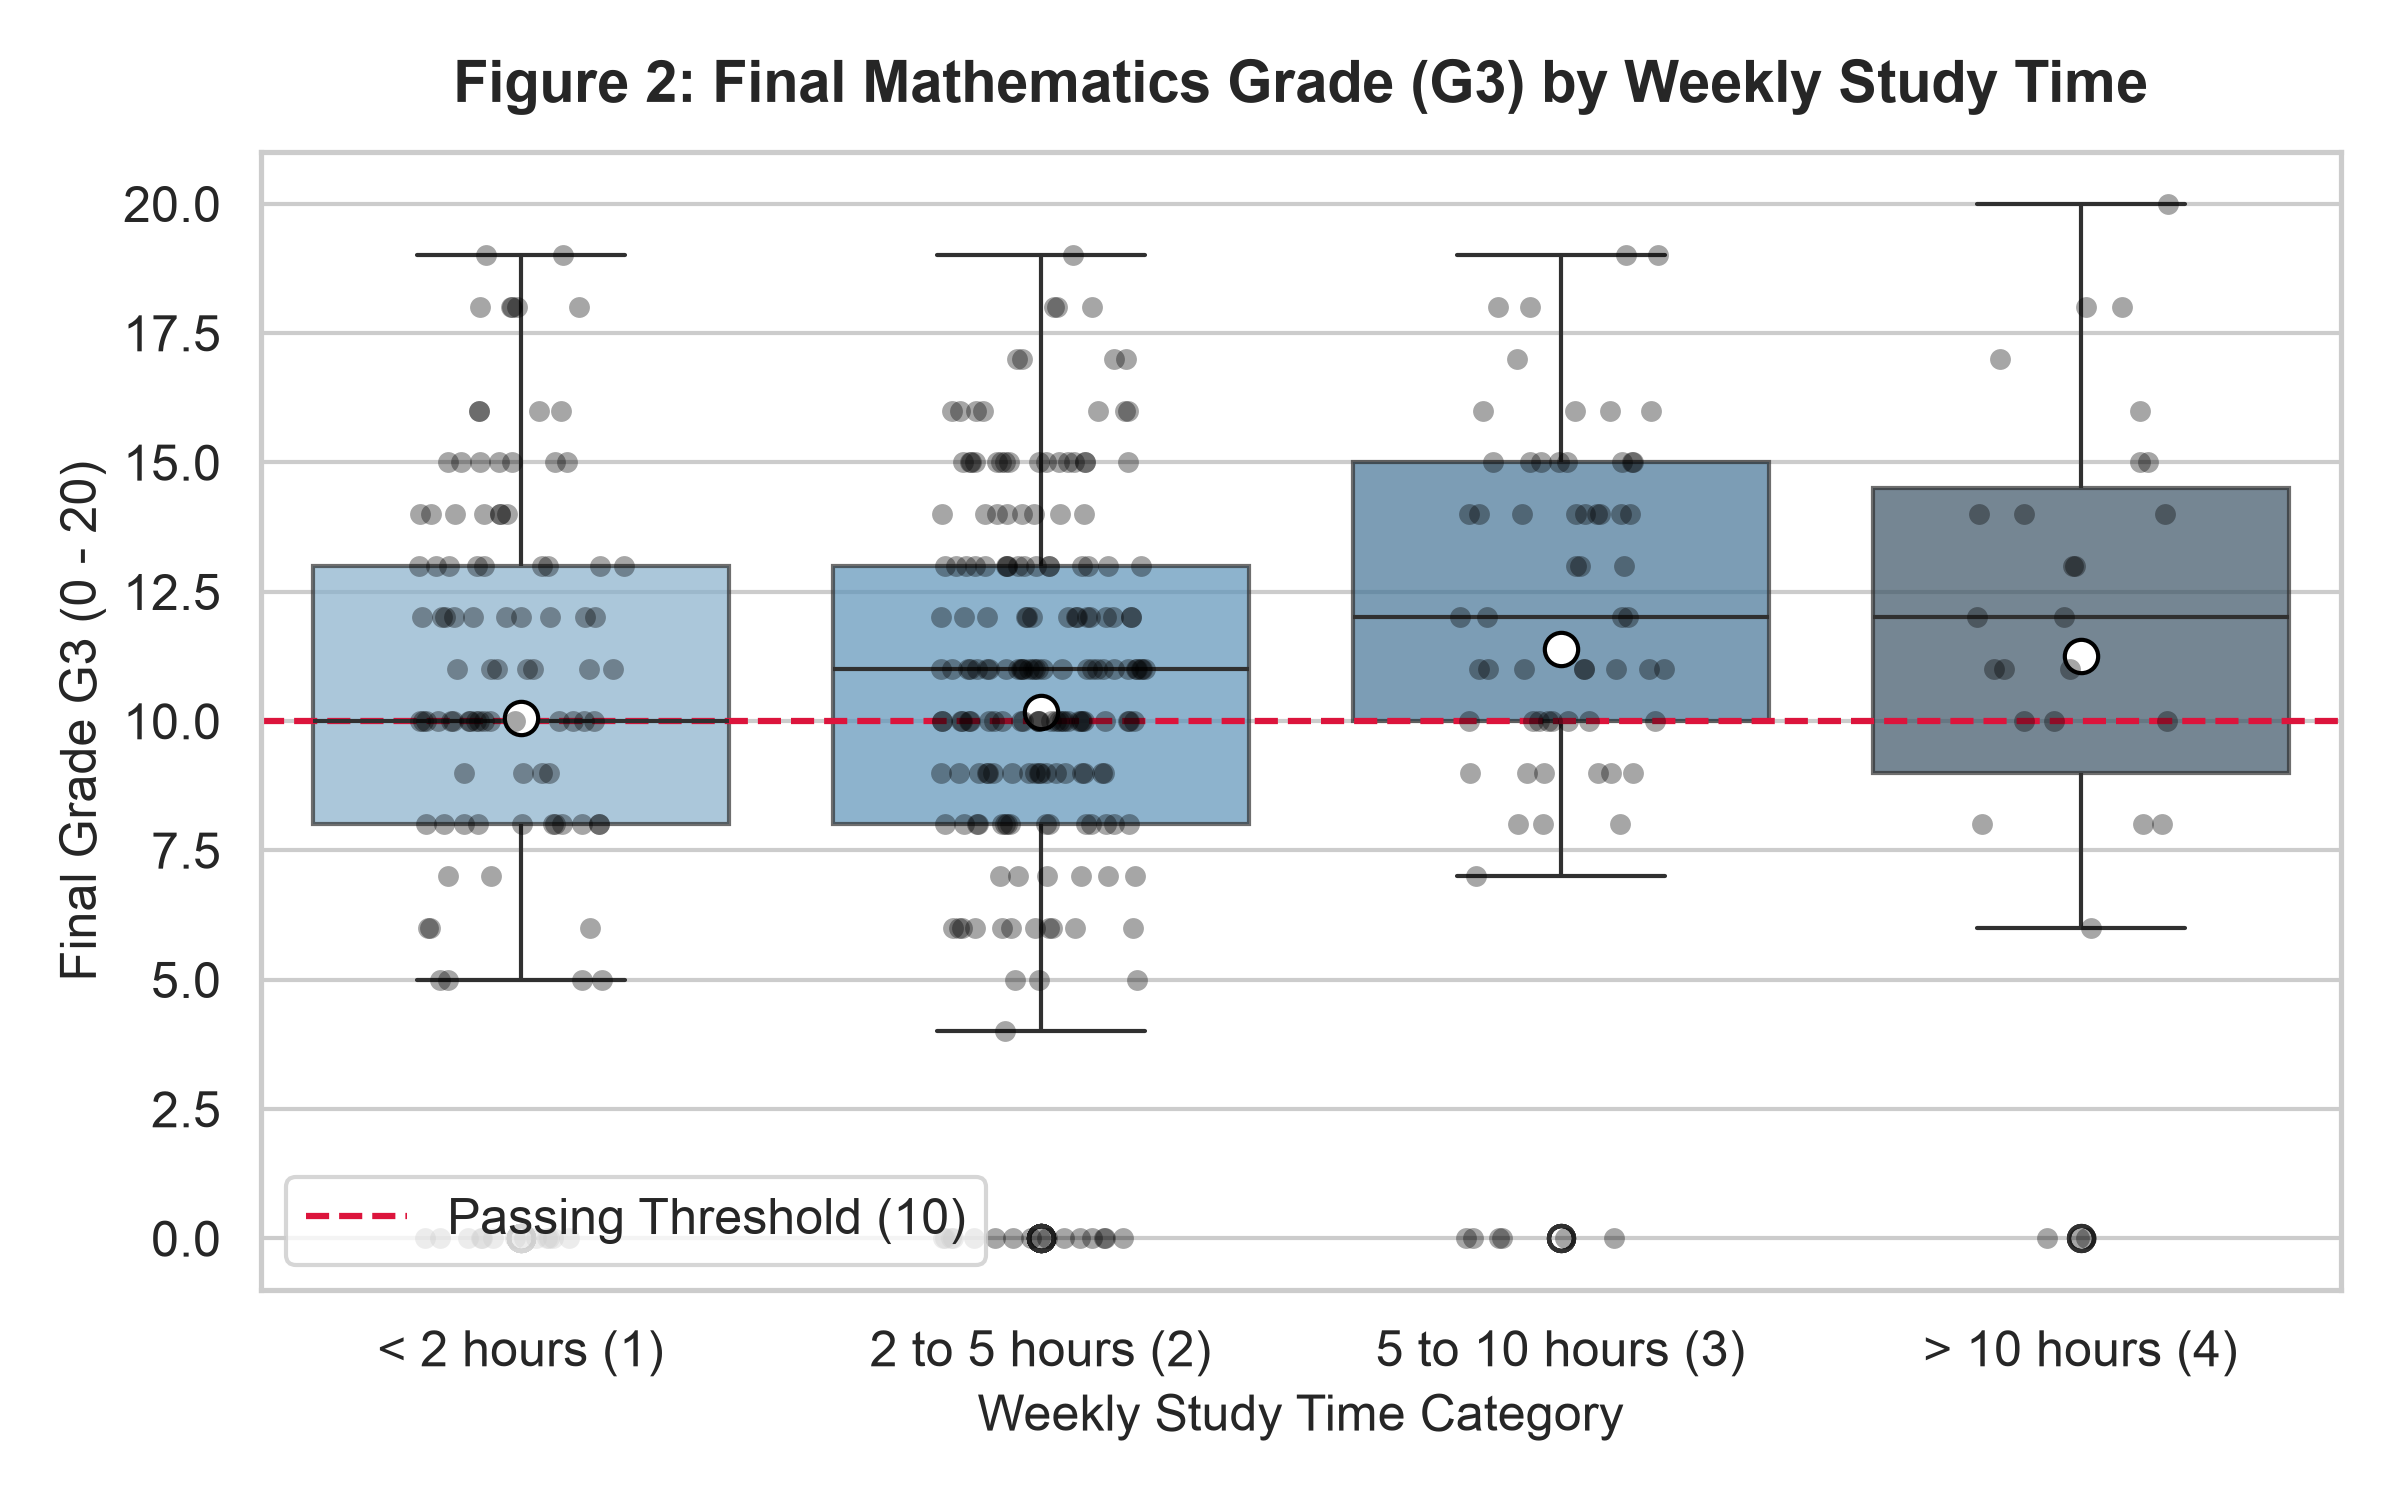 Figure 2: Final Mathematics Grade (G3) by Weekly Study Time
Final Grade G3 (0 - 20)
20.0
17.5
15.0
12.5
10.0
7.5
5.0
2.5
0.0
Passing Threshold (10)
< 2 hours (1)
2 to 5 hours (2)
5 to 10 hours (3)
> 10 hours (4)
Weekly Study Time Category